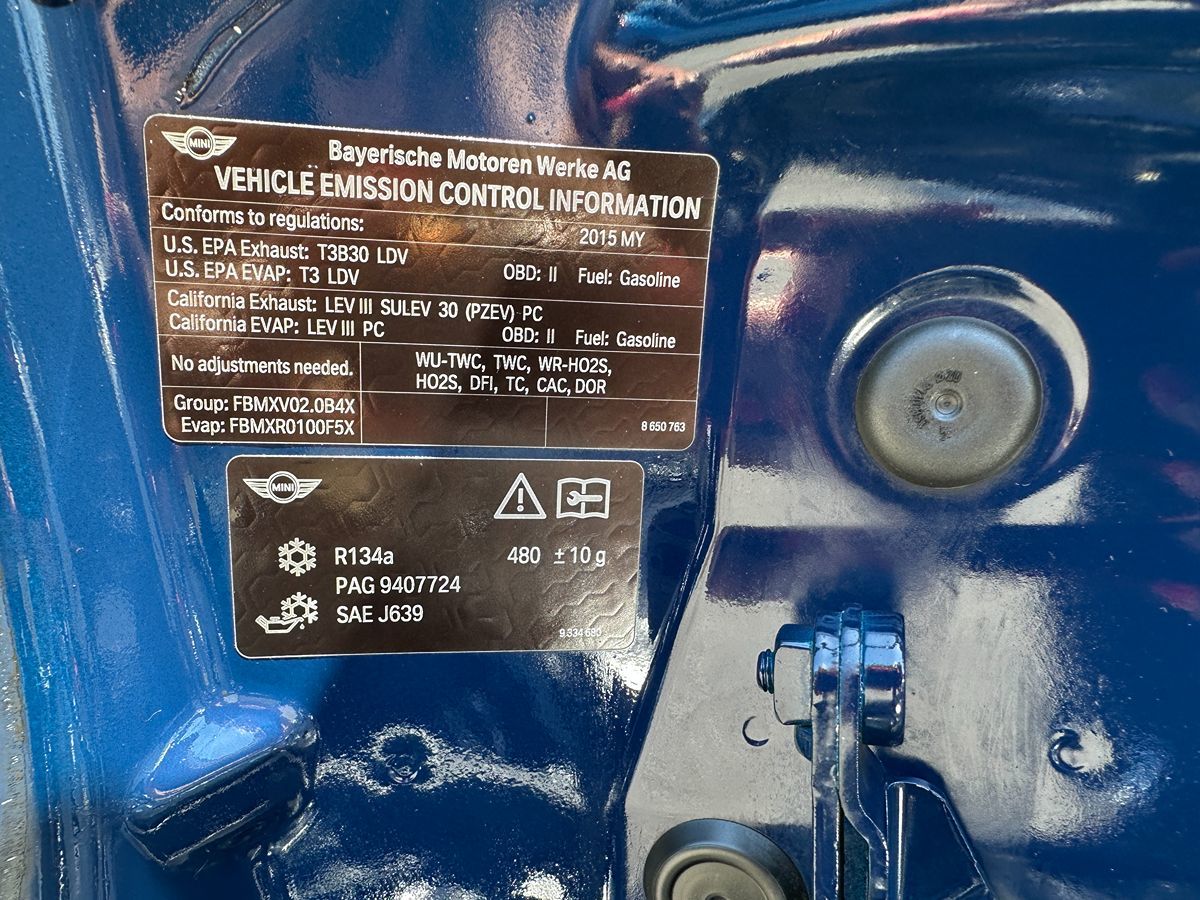 MINI
Bayerische Motoren Werke AG
VEHICLE EMISSION CONTROL INFORMATION
Conforms to regulations: 2015 MY
U.S. EPA Exhaust: T3B30 LDV
U.S. EPA EVAP: T3 LDV OBD: II Fuel: Gasoline
California Exhaust: LEV III SULEV 30 (PZEV) PC
California EVAP: LEV III PC OBD: II Fuel: Gasoline
No adjustments needed.
WU-TWC, TWC, WR-HO2S,
HO2S, DFI, TC, CAC, DOR
Group: FBMXV02.0B4X
Evap: FBMXR0100F5X
8 650 763
MINI
R134a 480 ± 10 g
PAG 9407724
SAE J639
9 334 680